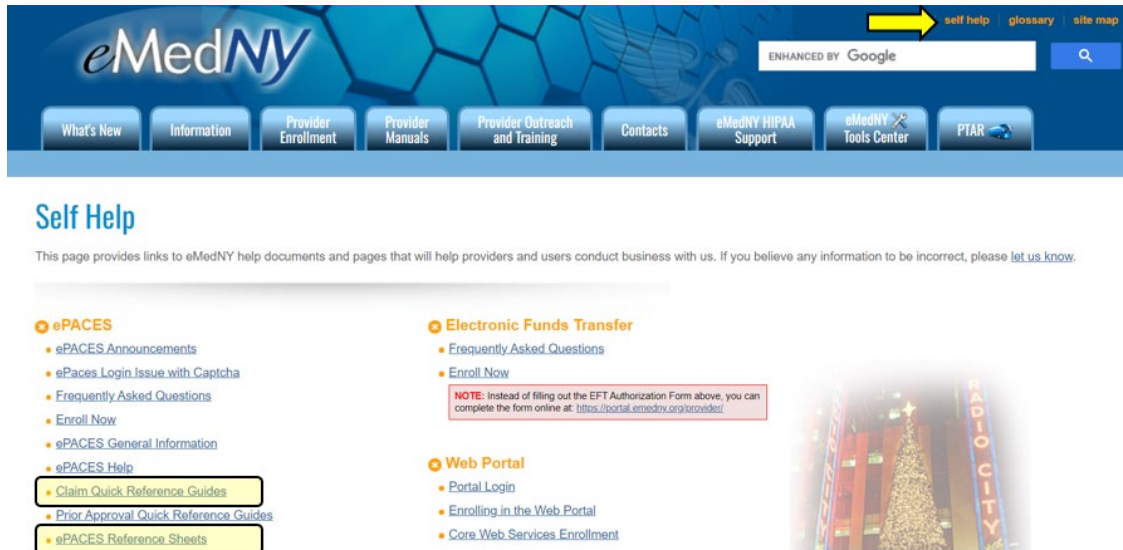 self help | glossary | site map
eMedNY
ENHANCED BY Google
What's New
Information
Provider
Enrollment
Provider
Manuals
Provider Outreach
and Training
Contacts
eMedNY HIPAA
Support
eMedNY
Tools Center
PTAR
Self Help
This page provides links to eMedNY help documents and pages that will help providers and users conduct business with us. If you believe any information to be incorrect, please let us know.
ePACES
ePACES Announcements
ePaces Login Issue with Captcha
Frequently Asked Questions
Enroll Now
ePACES General Information
ePACES Help
Claim Quick Reference Guides
Prior Approval Quick Reference Guides
ePACES Reference Sheets
Electronic Funds Transfer
Frequently Asked Questions
Enroll Now
NOTE: Instead of filling out the EFT Authorization Form above, you can
complete the form online at: https://portal.emedny.org/provider/
Web Portal
Portal Login
Enrolling in the Web Portal
Core Web Services Enrollment
RADIO CITY